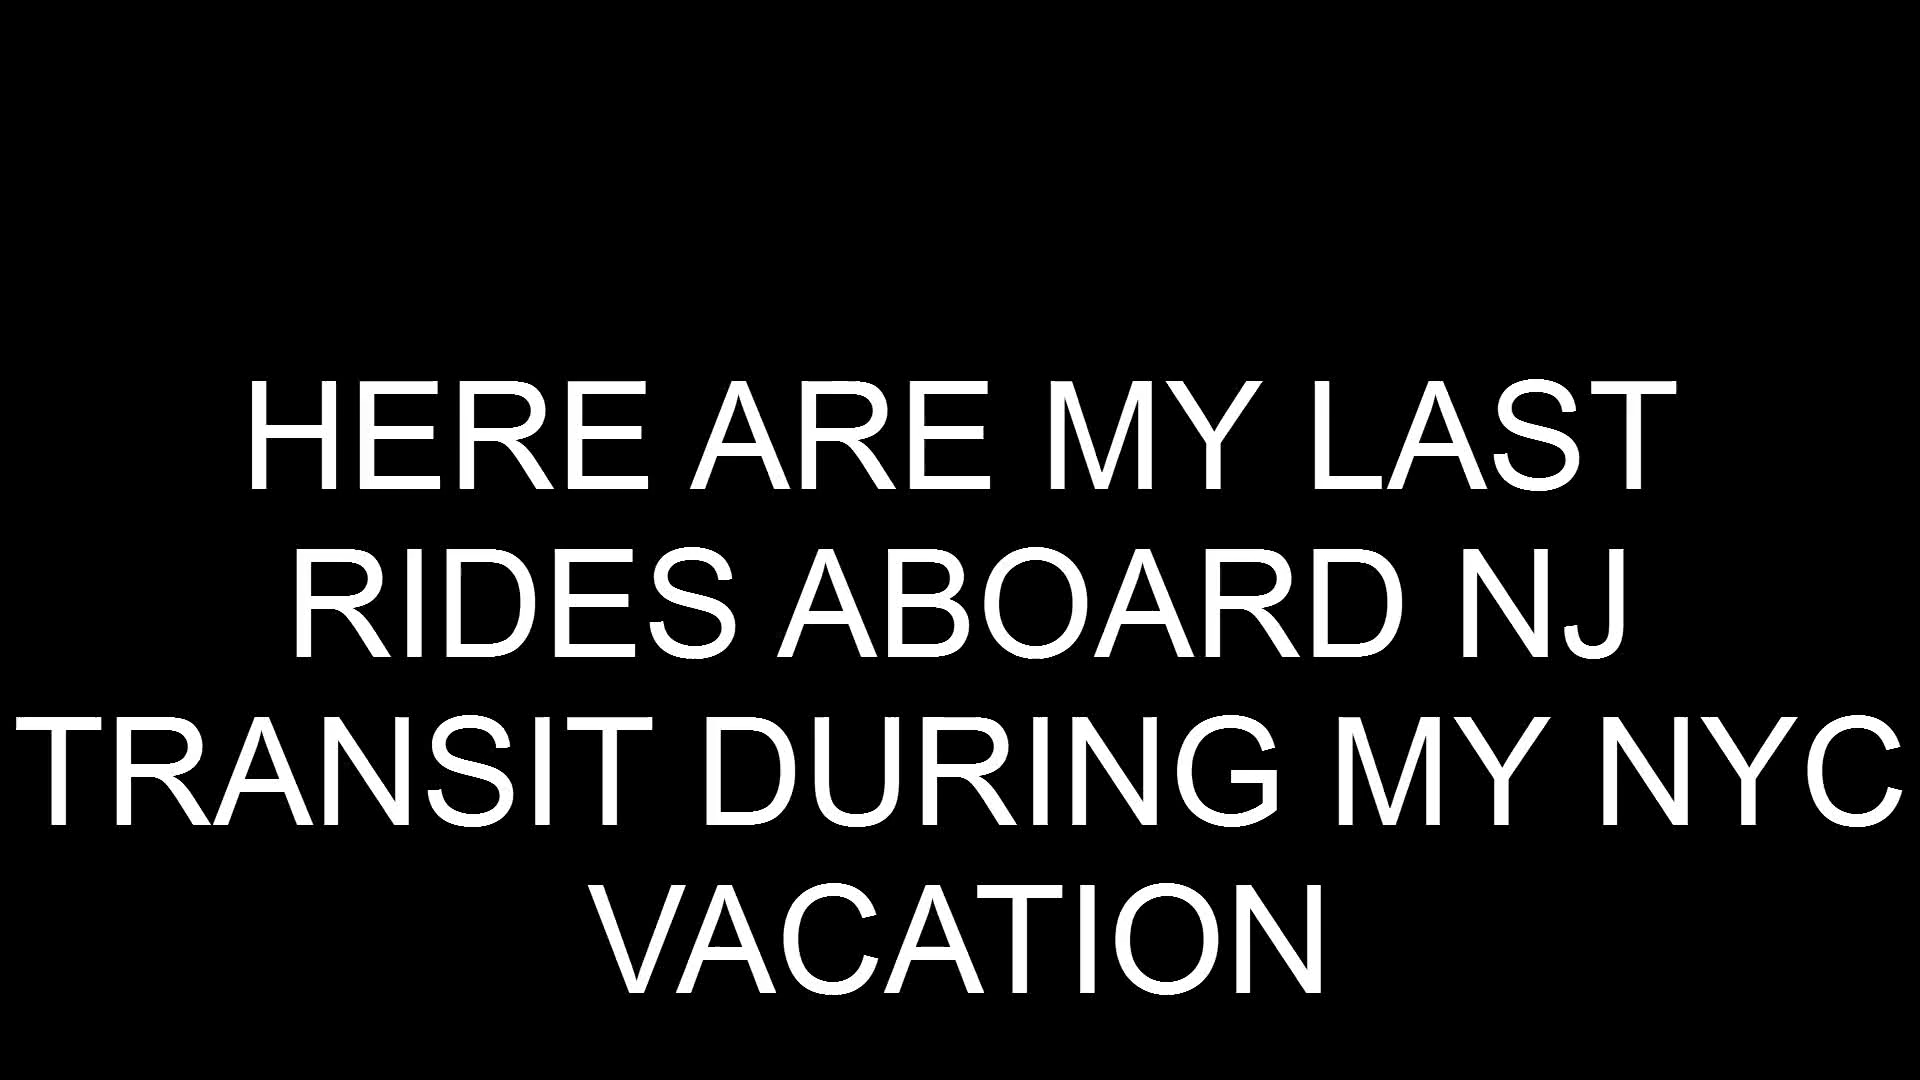 HERE ARE MY LAST
RIDES ABOARD NJ
TRANSIT DURING MY NYC
VACATION